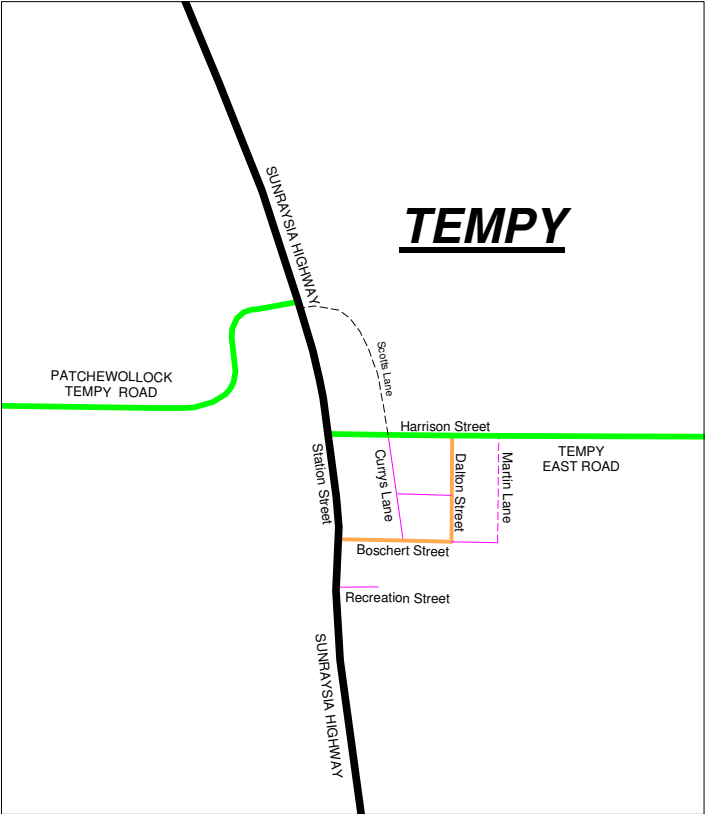 TEMPY
SUNRAYSIA HIGHWAY
Scotts Lane
PATCHEWOLLOCK
TEMPY ROAD
Harrison Street
TEMPY
EAST ROAD
Station Street
Currys Lane
Dalton Street
Martin Lane
Boschert Street
Recreation Street
SUNRAYSIA HIGHWAY